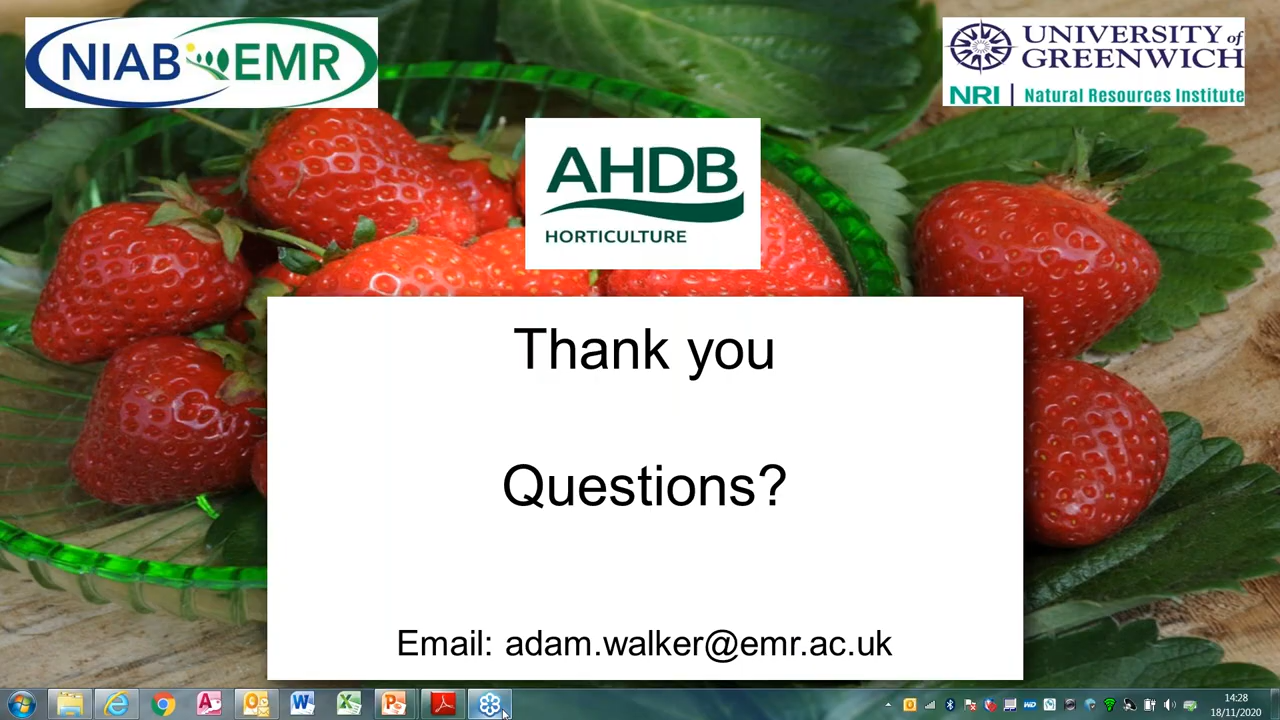 NIAB EMR
UNIVERSITY of
GREENWICH
NRI | Natural Resources Institute
AHDB
HORTICULTURE
Thank you
Questions?
Email: adam.walker@emr.ac.uk
14:28
18/11/2020